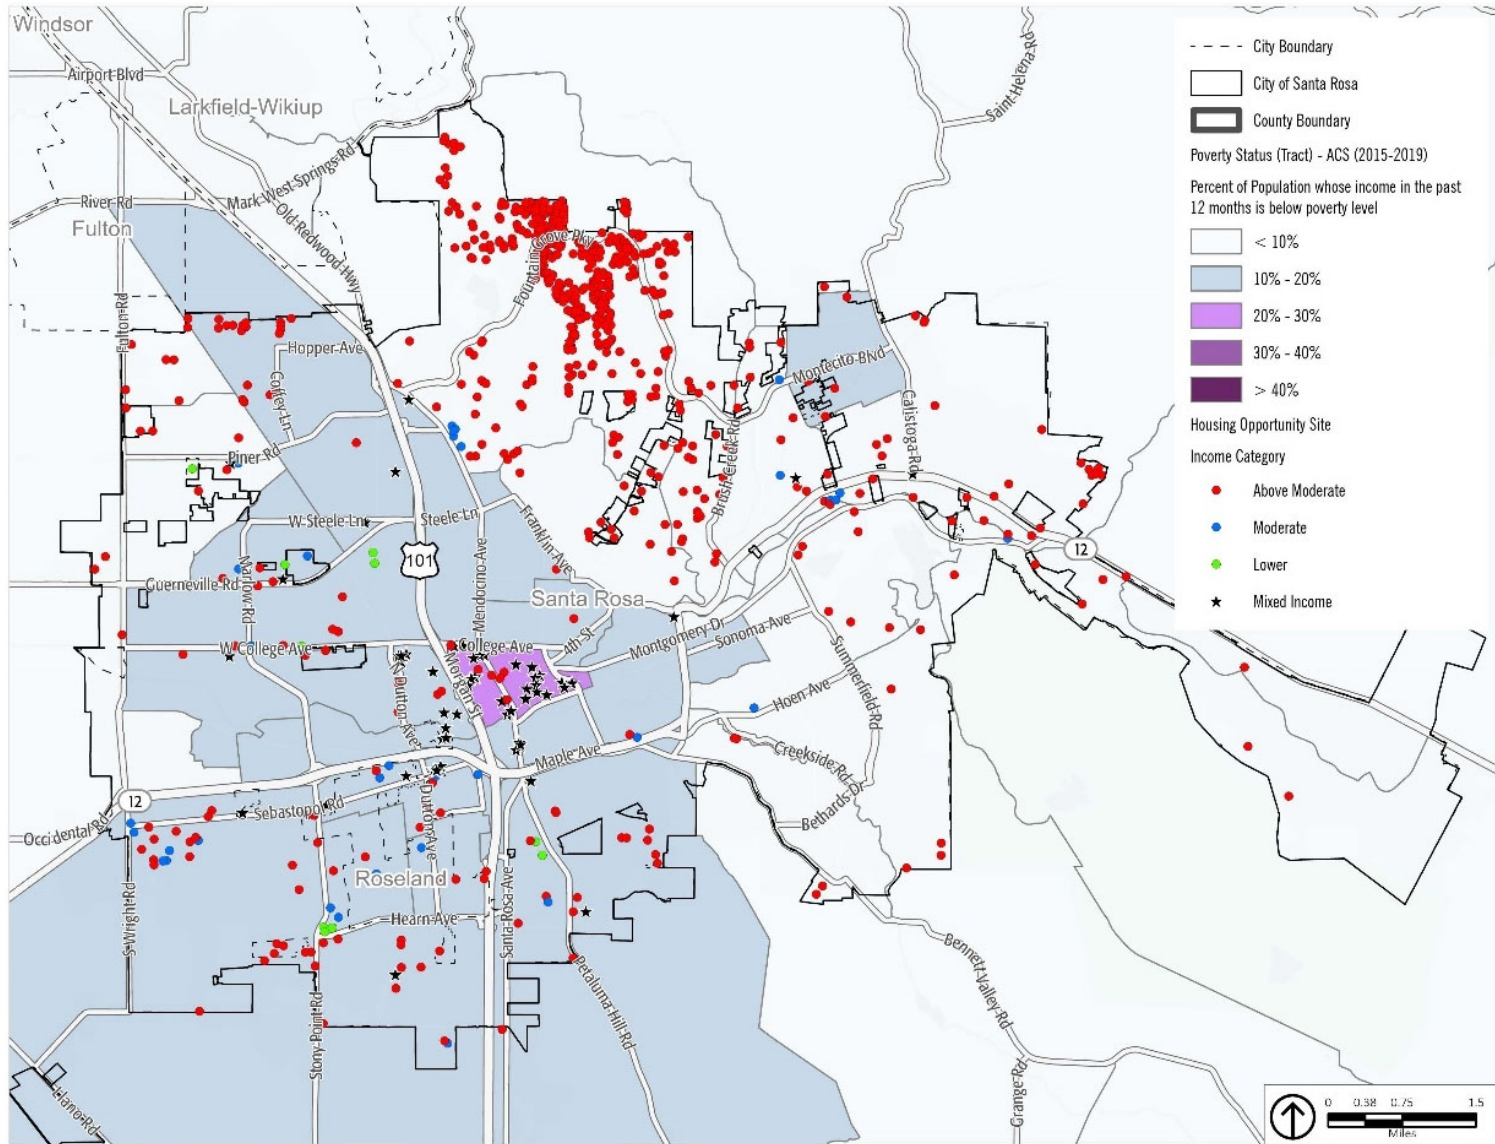 Windsor
Airport Blvd
Larkfield-Wikiup
Saint Helena Rd
Mark West Springs Rd
River Rd
Fulton
Old Redwood Hwy
Fountain Grove Pky
Fulton Rd
Hopper Ave
Coffey Ln
Montecito Blvd
Calistoga Rd
Brush Creek Rd
Piner Rd
W Steele Ln
Steele Ln
Franklin Ave
101
12
Marlow Rd
Mendocino Ave
Guerneville Rd
Santa Rosa
W College Ave
College Ave
4th St
Montgomery Dr
Sonoma Ave
Summerfield Rd
Morgan St
N Dutton Ave
Hoen Ave
Creekside Rd
Maple Ave
Bethards Dr
12
Occidental Rd
Sebastopol Rd
Dutton Ave
Roseland
S Wright Rd
Hearn Ave
Santa Rosa Ave
Stony Point Rd
Petaluma Hill Rd
Bennett Valley Rd
Grange Rd
Llano Rd
City Boundary
City of Santa Rosa
County Boundary
Poverty Status (Tract) - ACS (2015-2019)
Percent of Population whose income in the past
12 months is below poverty level
< 10%
10% - 20%
20% - 30%
30% - 40%
> 40%
Housing Opportunity Site
Income Category
Above Moderate
Moderate
Lower
Mixed Income
0 0.38 0.75 1.5
Miles